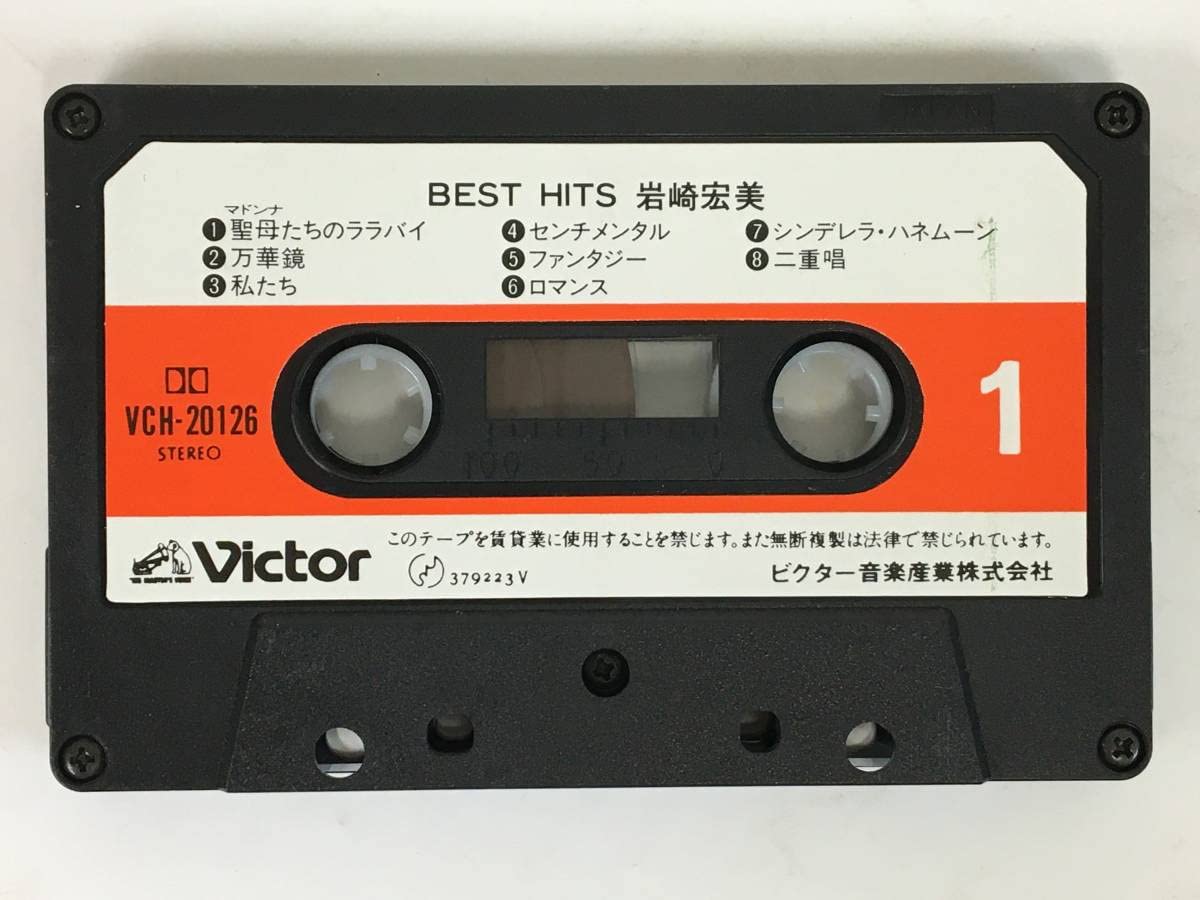 BEST HITS 岩崎宏美
マドンナ
❶聖母たちのララバイ
❷万華鏡
❸私たち
❹センチメンタル
❺ファンタジー
❻ロマンス
❼シンデレラ・ハネムーン
❽二重唱
VCH-20126
STEREO
100 50 0
1
"HIS MASTER'S VOICE"
Victor
このテープを賃貸業に使用することを禁じます。また無断複製は法律で禁じられています。
379223V
ビクター音楽産業株式会社